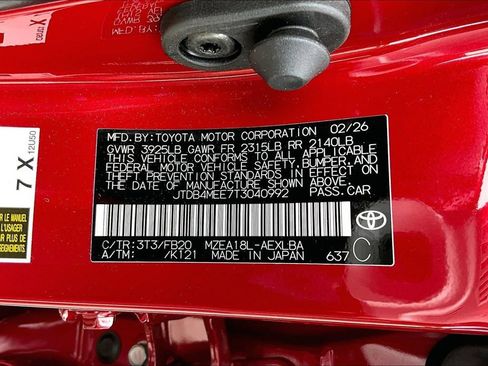 MFD.BY:TOYOTA MOTOR CORPORATION 02/26
GVWR 3925LB GAWR FR 2315LB RR 2140LB
THIS VEHICLE CONFORMS TO ALL APPLICABLE
FEDERAL MOTOR VEHICLE SAFETY, BUMPER, AND
THEFT PREVENTION STANDARDS IN EFFECT ON
THE DATE OF MANUFACTURE SHOWN ABOVE.
JTDB4MEE7T3040992 PASS.CAR
C/TR:3T3/FB20 MZEA18L-AEXLBA
A/TM: /K121 MADE IN JAPAN 637 C
7 X
12U50